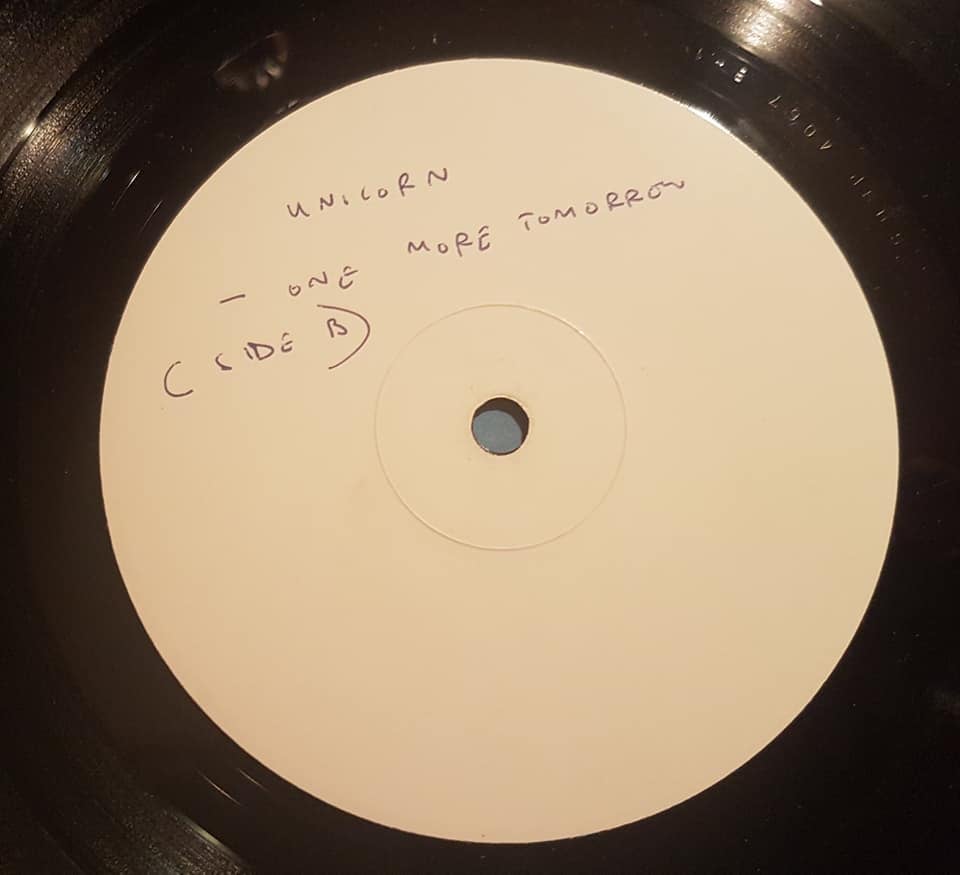 UNICORN
- ONE MORE TOMORROW
(SIDE B)